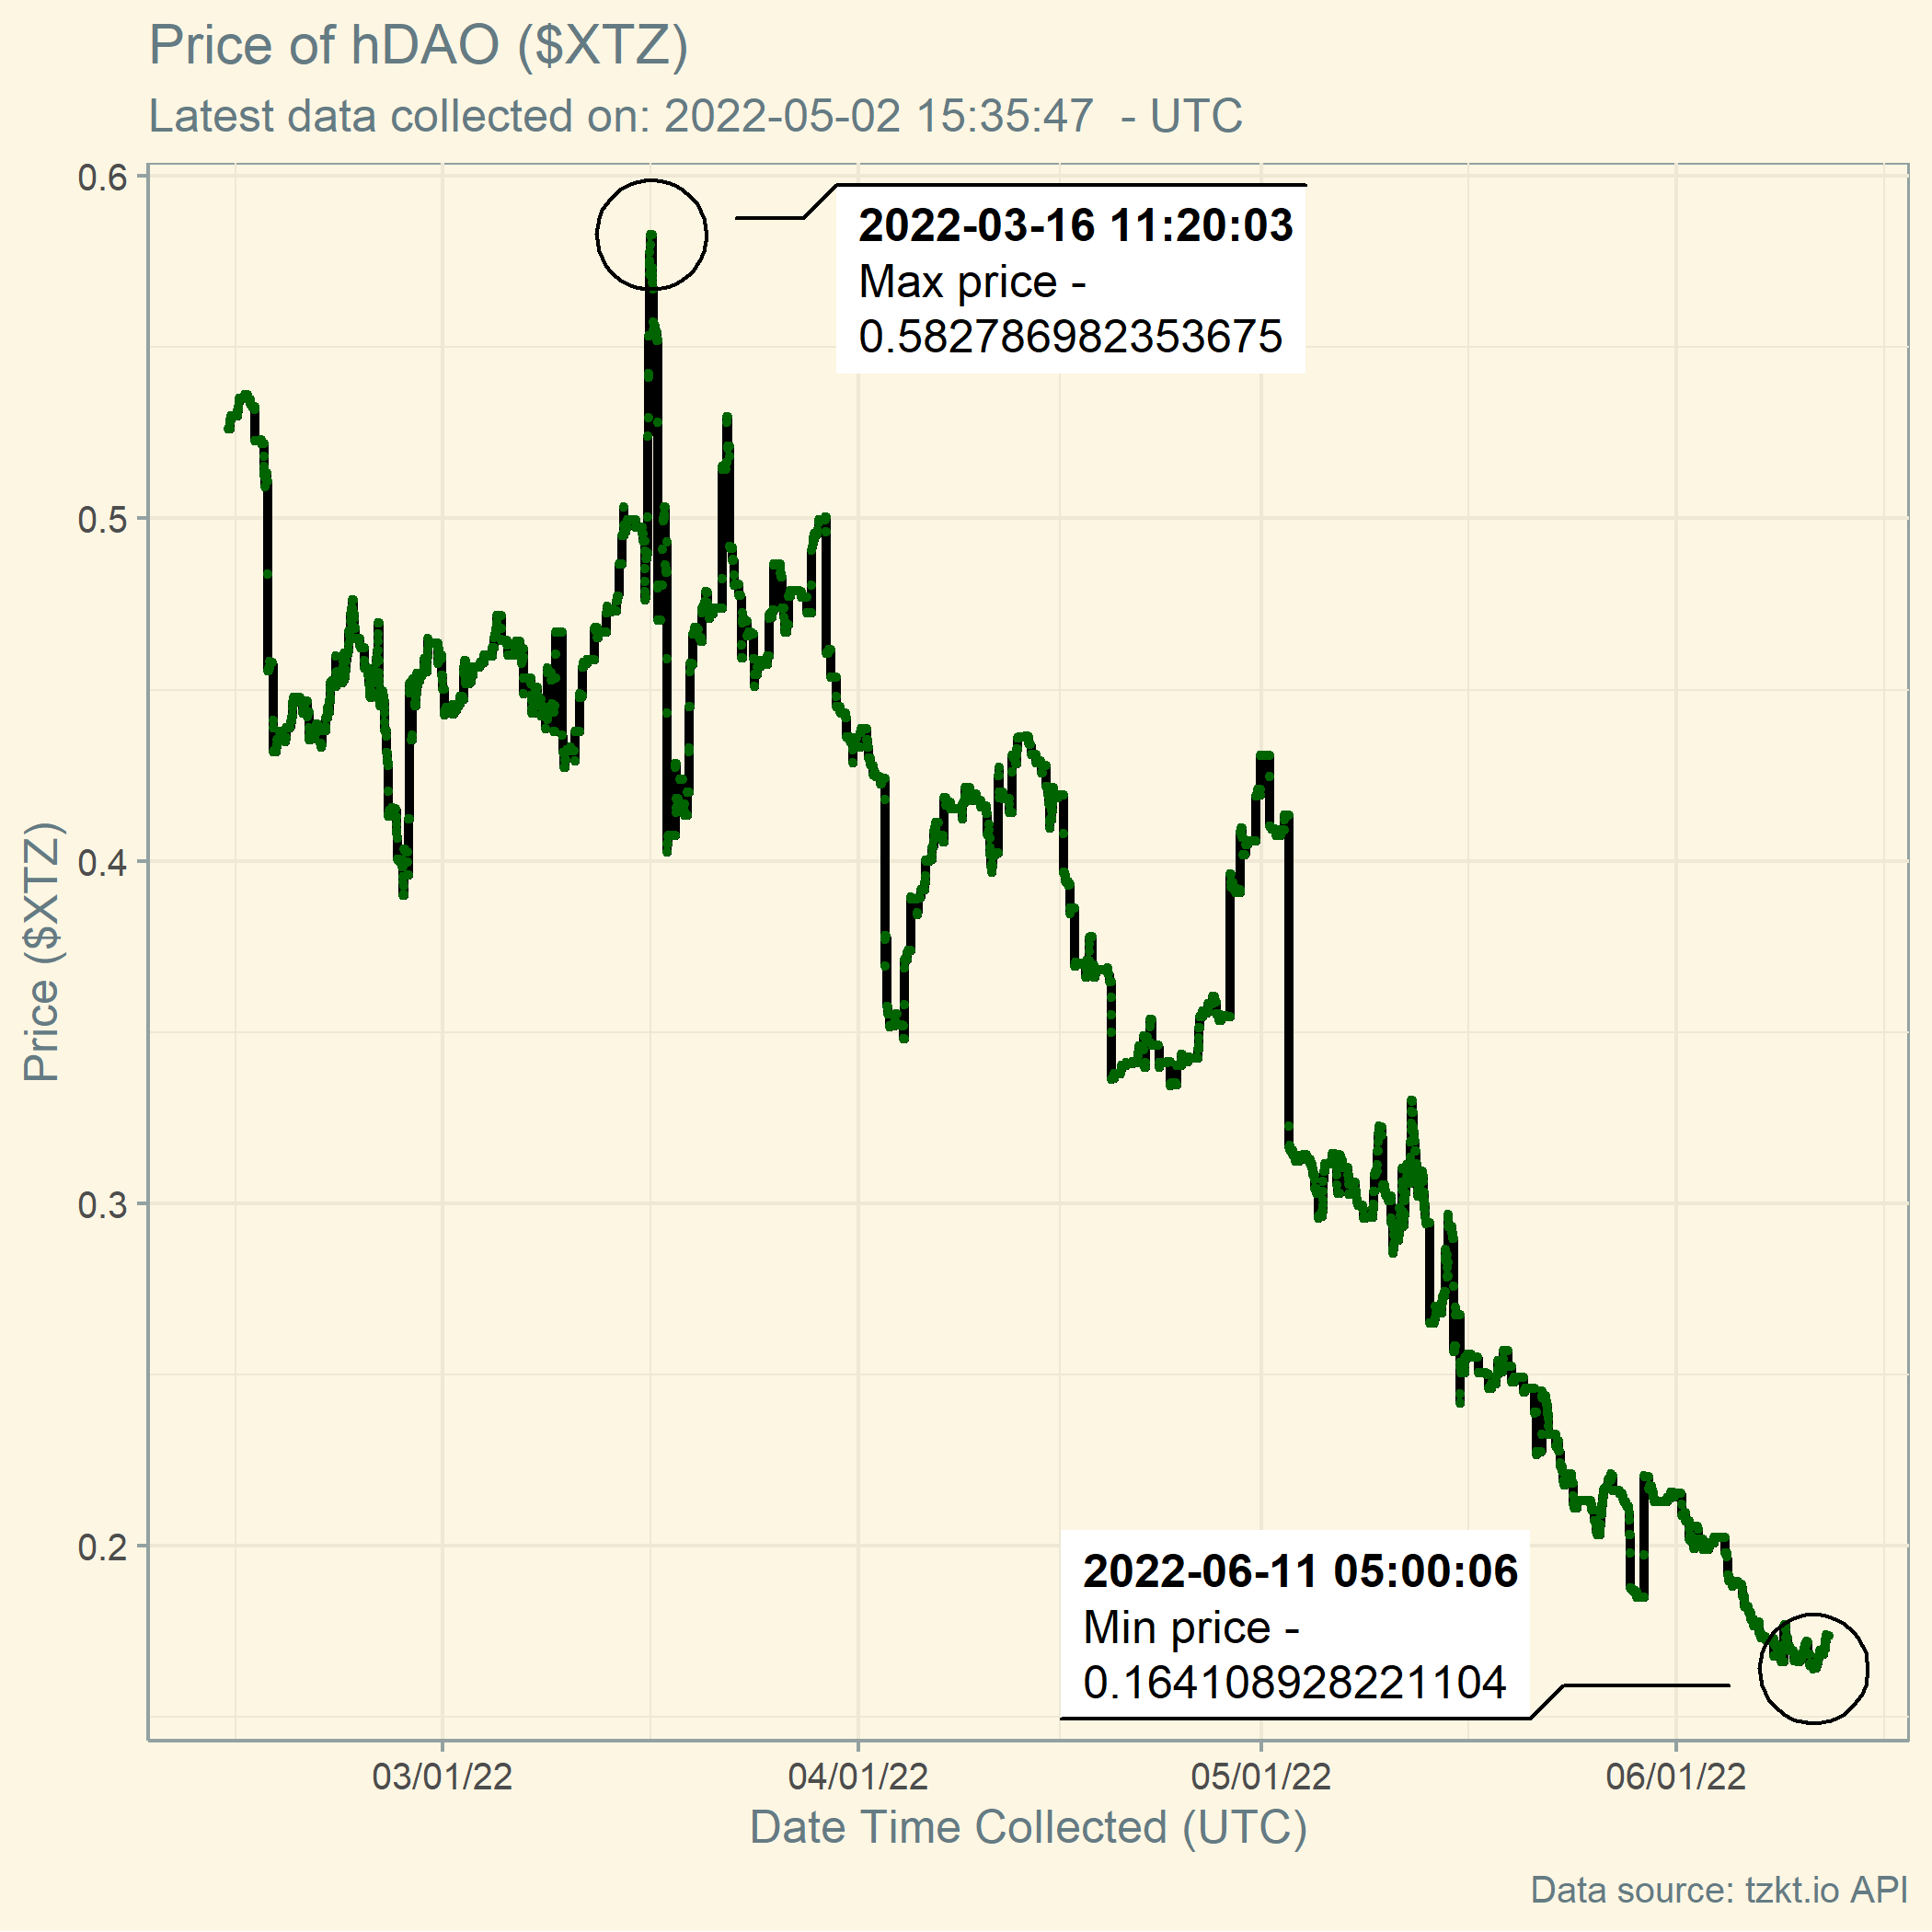 Price of hDAO ($XTZ)
Latest data collected on: 2022-05-02 15:35:47  - UTC
0.6
0.5
0.4
0.3
0.2
Price ($XTZ)
2022-03-16 11:20:03
Max price -
0.582786982353675
2022-06-11 05:00:06
Min price -
0.164108928221104
03/01/22
04/01/22
05/01/22
06/01/22
Date Time Collected (UTC)
Data source: tzkt.io API